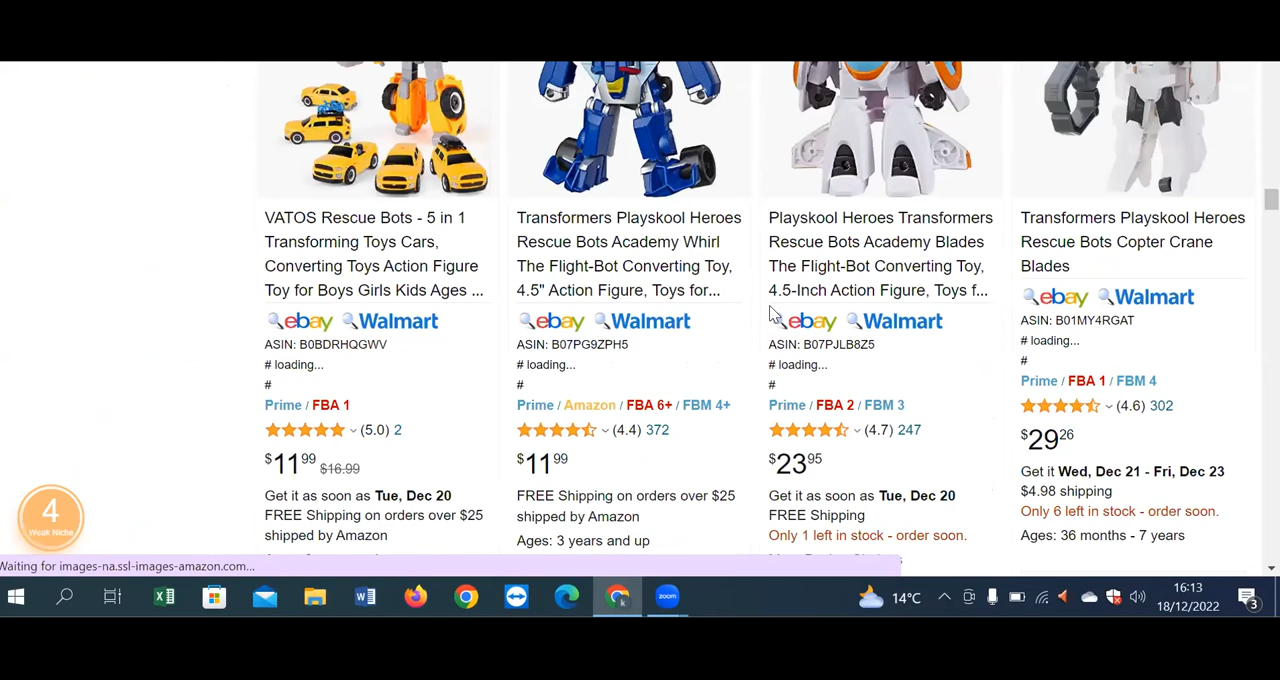 VATOS Rescue Bots - 5 in 1
Transforming Toys Cars,
Converting Toys Action Figure
Toy for Boys Girls Kids Ages ...
ebay Walmart
ASIN: B0BDRHQGWV
# loading...
#
Prime / FBA 1
(5.0) 2
$11 99 $16.99
Get it as soon as Tue, Dec 20
FREE Shipping on orders over $25
shipped by Amazon
Transformers Playskool Heroes
Rescue Bots Academy Whirl
The Flight-Bot Converting Toy,
4.5" Action Figure, Toys for...
ebay Walmart
ASIN: B07PG9ZPH5
# loading...
#
Prime / Amazon / FBA 6+ / FBM 4+
(4.4) 372
$11 99
FREE Shipping on orders over $25
shipped by Amazon
Ages: 3 years and up
Playskool Heroes Transformers
Rescue Bots Academy Blades
The Flight-Bot Converting Toy,
4.5-Inch Action Figure, Toys f...
ebay Walmart
ASIN: B07PJLB8Z5
# loading...
#
Prime / FBA 2 / FBM 3
(4.7) 247
$23 95
Get it as soon as Tue, Dec 20
FREE Shipping
Only 1 left in stock - order soon.
Transformers Playskool Heroes
Rescue Bots Copter Crane
Blades
ebay Walmart
ASIN: B01MY4RGAT
# loading...
#
Prime / FBA 1 / FBM 4
(4.6) 302
$29 26
Get it Wed, Dec 21 - Fri, Dec 23
$4.98 shipping
Only 6 left in stock - order soon.
Ages: 36 months - 7 years
4
Weak Niche
Waiting for images-na.ssl-images-amazon.com...
zoom
14°C
16:13
18/12/2022
3